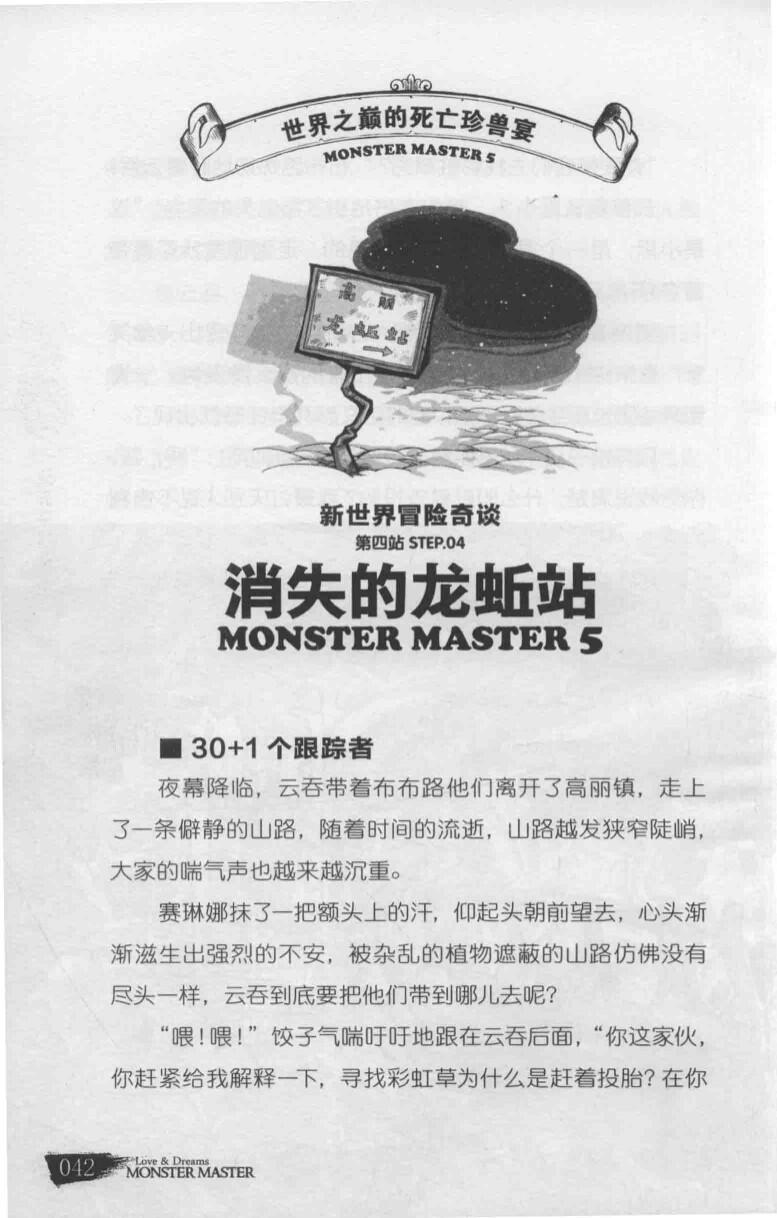 世界之巅的死亡珍兽宴
MONSTER MASTER 5
高丽
龙蚯站
新世界冒险奇谈
第四站 STEP.04
消失的龙蚯站
MONSTER MASTER 5
■ 30+1个跟踪者
夜幕降临，云吞带着布布路他们离开了高丽镇，走上
了一条僻静的山路，随着时间的流逝，山路越发狭窄陡峭，
大家的喘气声也越来越沉重。
赛琳娜抹了一把额头上的汗，仰起头朝前望去，心头渐
渐滋生出强烈的不安，被杂乱的植物遮蔽的山路仿佛没有
尽头一样，云吞到底要把他们带到哪儿去呢？
“喂！喂！”饺子气喘吁吁地跟在云吞后面，“你这家伙，
你赶紧给我解释一下，寻找彩虹草为什么是赶着投胎？在你
042
Love & Dreams
MONSTER MASTER